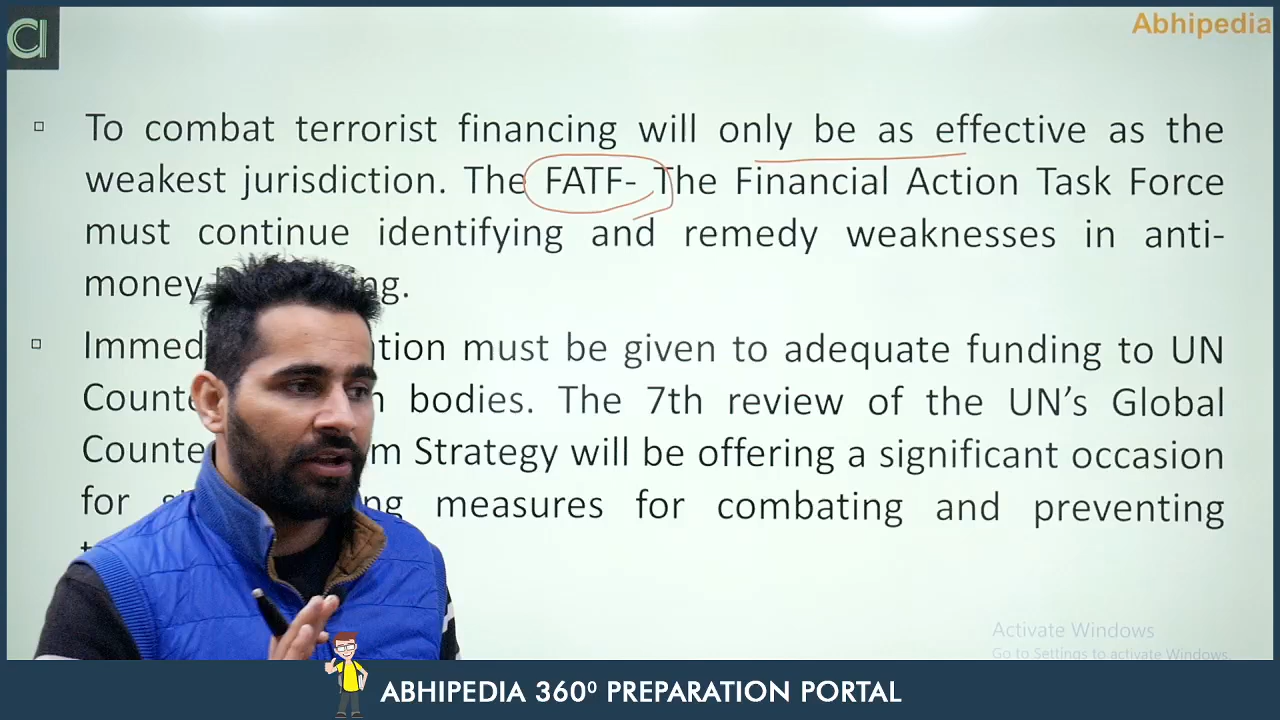 Abhipedia
▫ To combat terrorist financing will only be as effective as the
weakest jurisdiction. The FATF- The Financial Action Task Force
must continue identifying and remedy weaknesses in anti-
money ng.
▫ Immed tion must be given to adequate funding to UN
Counte bodies. The 7th review of the UN's Global
Counte m Strategy will be offering a significant occasion
for ng measures for combating and preventing
Activate Windows
Go to Settings to activate Windows.
ABHIPEDIA 360⁰ PREPARATION PORTAL